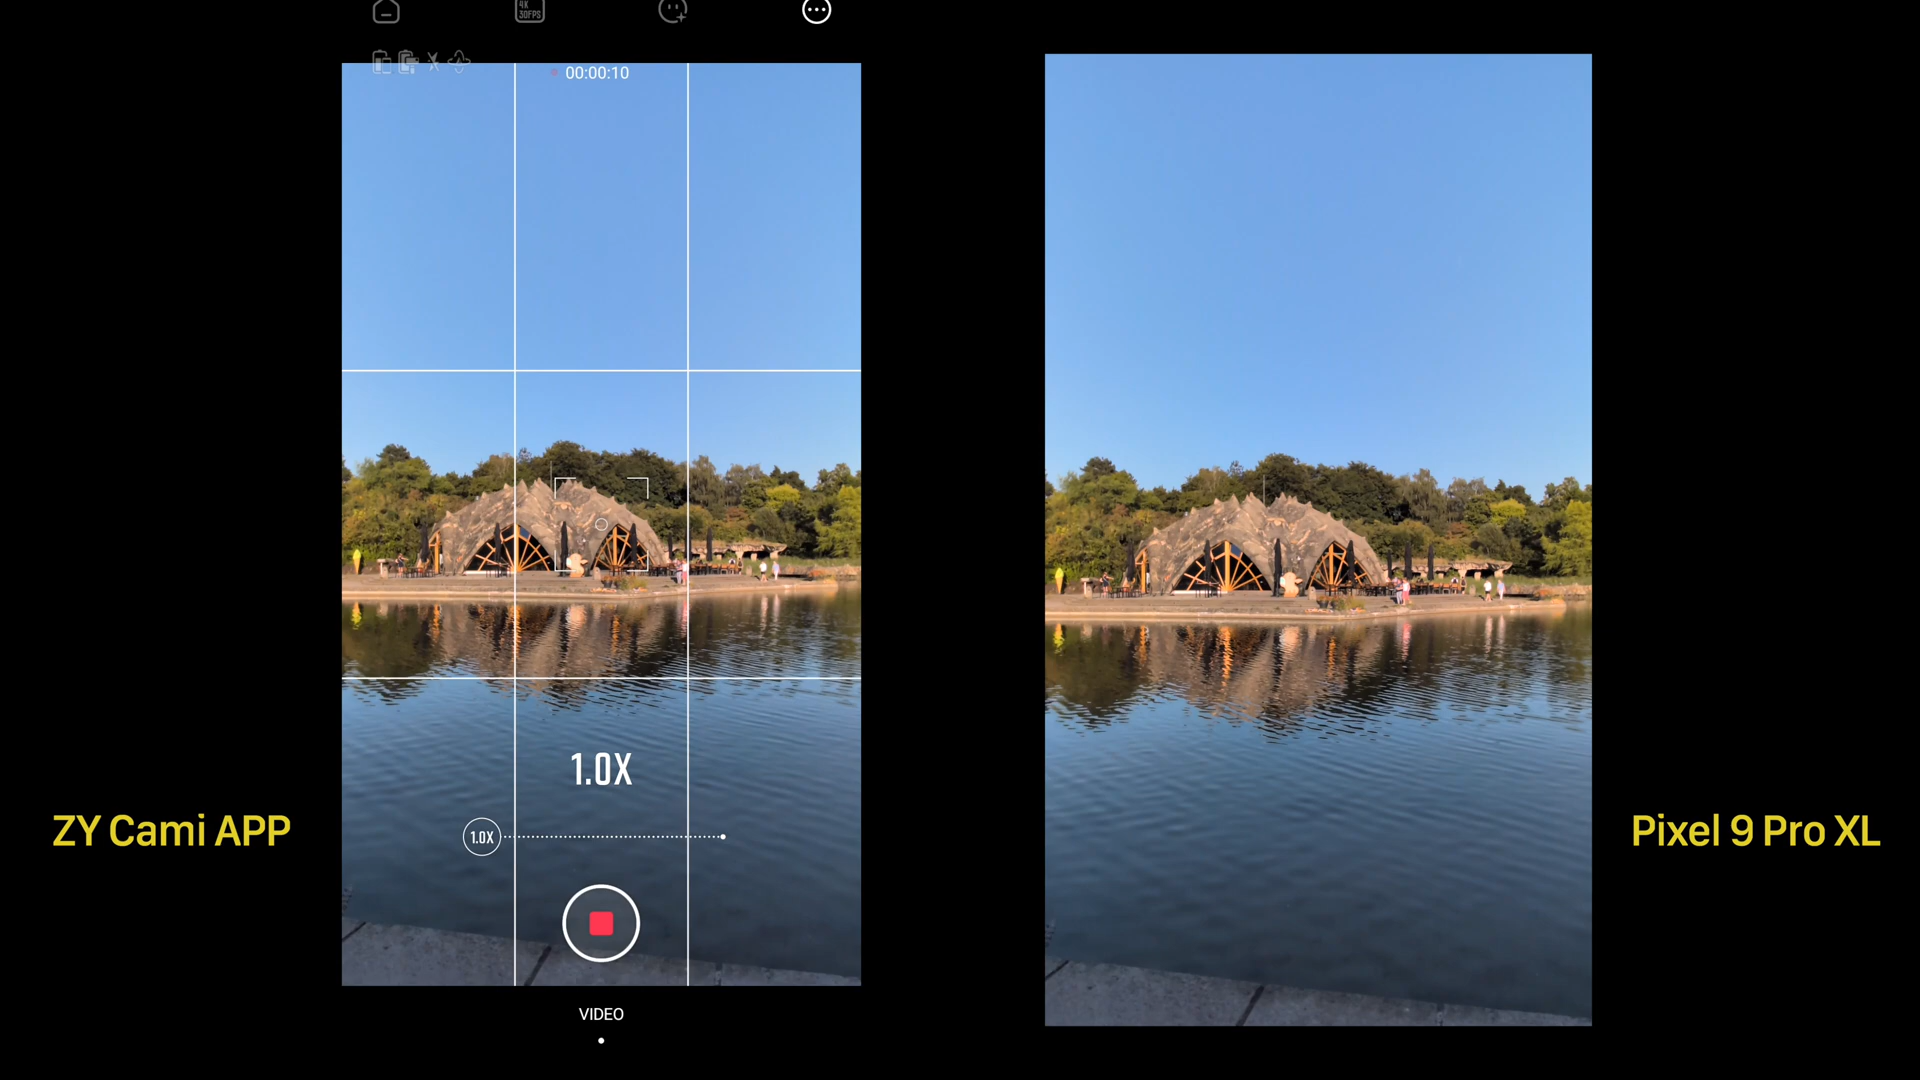 4K
30FPS
00:00:10
1.0X
1.0X
VIDEO
ZY Cami APP
Pixel 9 Pro XL